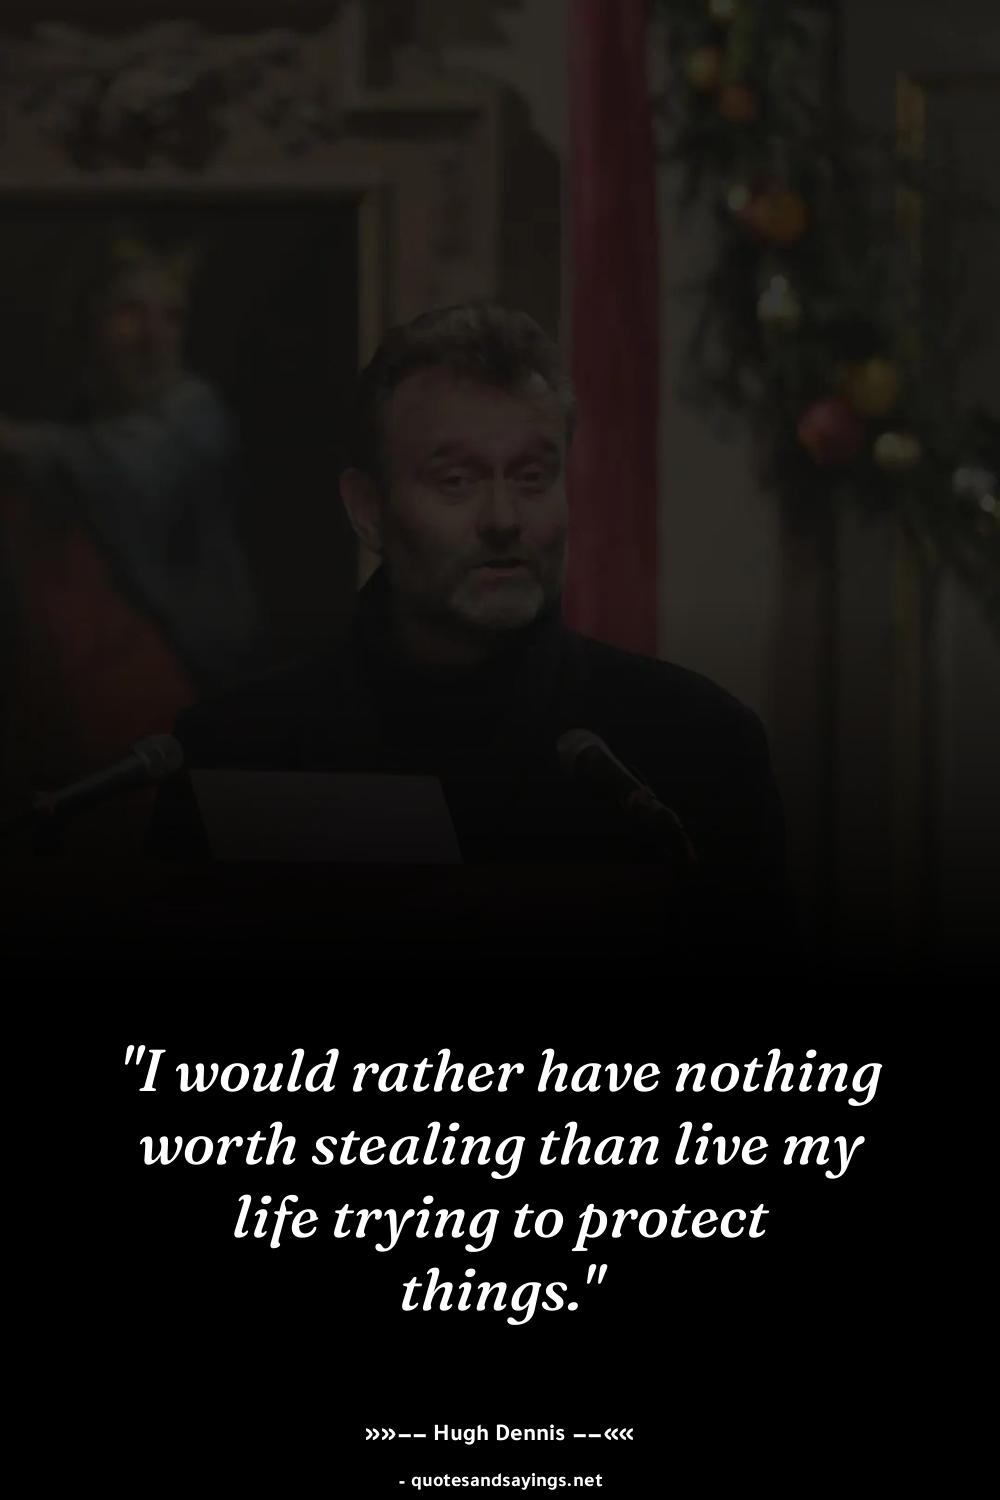 "I would rather have nothing
worth stealing than live my
life trying to protect
things."
»»–– Hugh Dennis ––««
- quotesandsayings.net